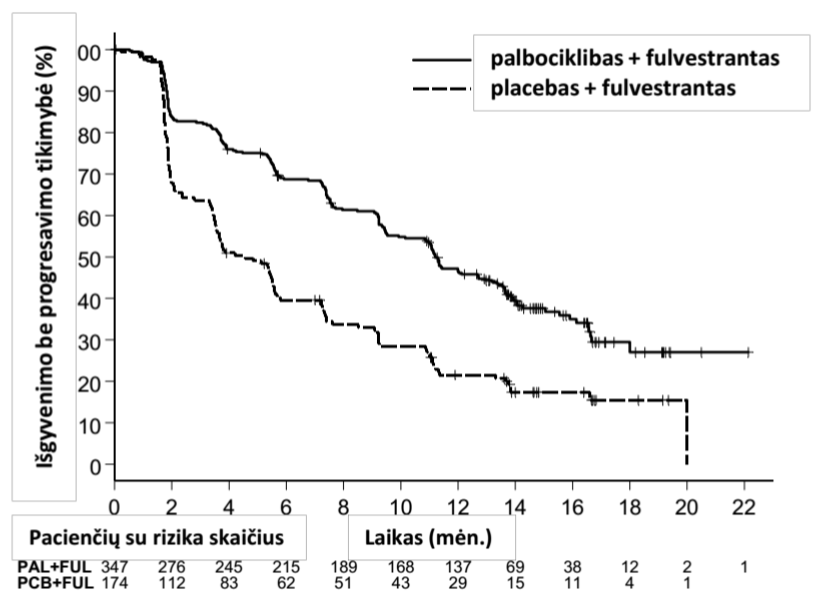 Išgyvenimo be progresavimo tikimybė (%)
00
90
80
70
60
50
40
30
20
10
0
palbociklibas + fulvestrantas
placebas + fulvestrantas
0 2 4 6 8 10 12 14 16 18 20 22
Pacienčių su rizika skaičius
Laikas (mėn.)
PAL+FUL 347 276 245 215 189 168 137 69 38 12 2 1
PCB+FUL 174 112 83 62 51 43 29 15 11 4 1